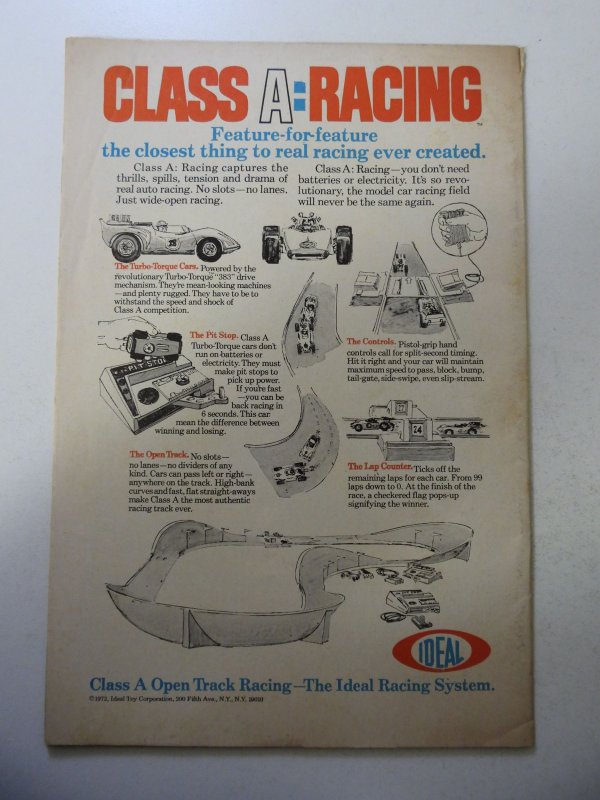 CLASS A:RACING
TM
Feature-for-feature
the closest thing to real racing ever created.
Class A: Racing captures the
thrills, spills, tension and drama of
real auto racing. No slots—no lanes.
Just wide-open racing.
Class A: Racing—you don't need
batteries or electricity. It's so revo-
lutionary, the model car racing field
will never be the same again.
The Turbo-Torque Cars. Powered by the
revolutionary Turbo-Torque "383" drive
mechanism. They're mean-looking machines
—and plenty rugged. They have to be to
withstand the speed and shock of
Class A competition.
The Pit Stop. Class A
Turbo-Torque cars don't
run on batteries or
electricity. They must
make pit stops to
pick up power.
If you're fast
—you can be
back racing in
6 seconds. This can
mean the difference between
winning and losing.
PIT STOP
The Controls. Pistol-grip hand
controls call for split-second timing.
Hit it right and your car will maintain
maximum speed to pass, block, bump,
tail-gate, side-swipe, even slip-stream.
The Open Track. No slots—
no lanes—no dividers of any
kind. Cars can pass left or right—
anywhere on the track. High-bank
curves and fast, flat straight-aways
make Class A the most authentic
racing track ever.
24
The Lap Counter. Ticks off the
remaining laps for each car. From 99
laps down to 0. At the finish of the
race, a checkered flag pops-up
signifying the winner.
IDEAL
Class A Open Track Racing—The Ideal Racing System.
©1972, Ideal Toy Corporation, 200 Fifth Ave., N.Y., N.Y. 10010